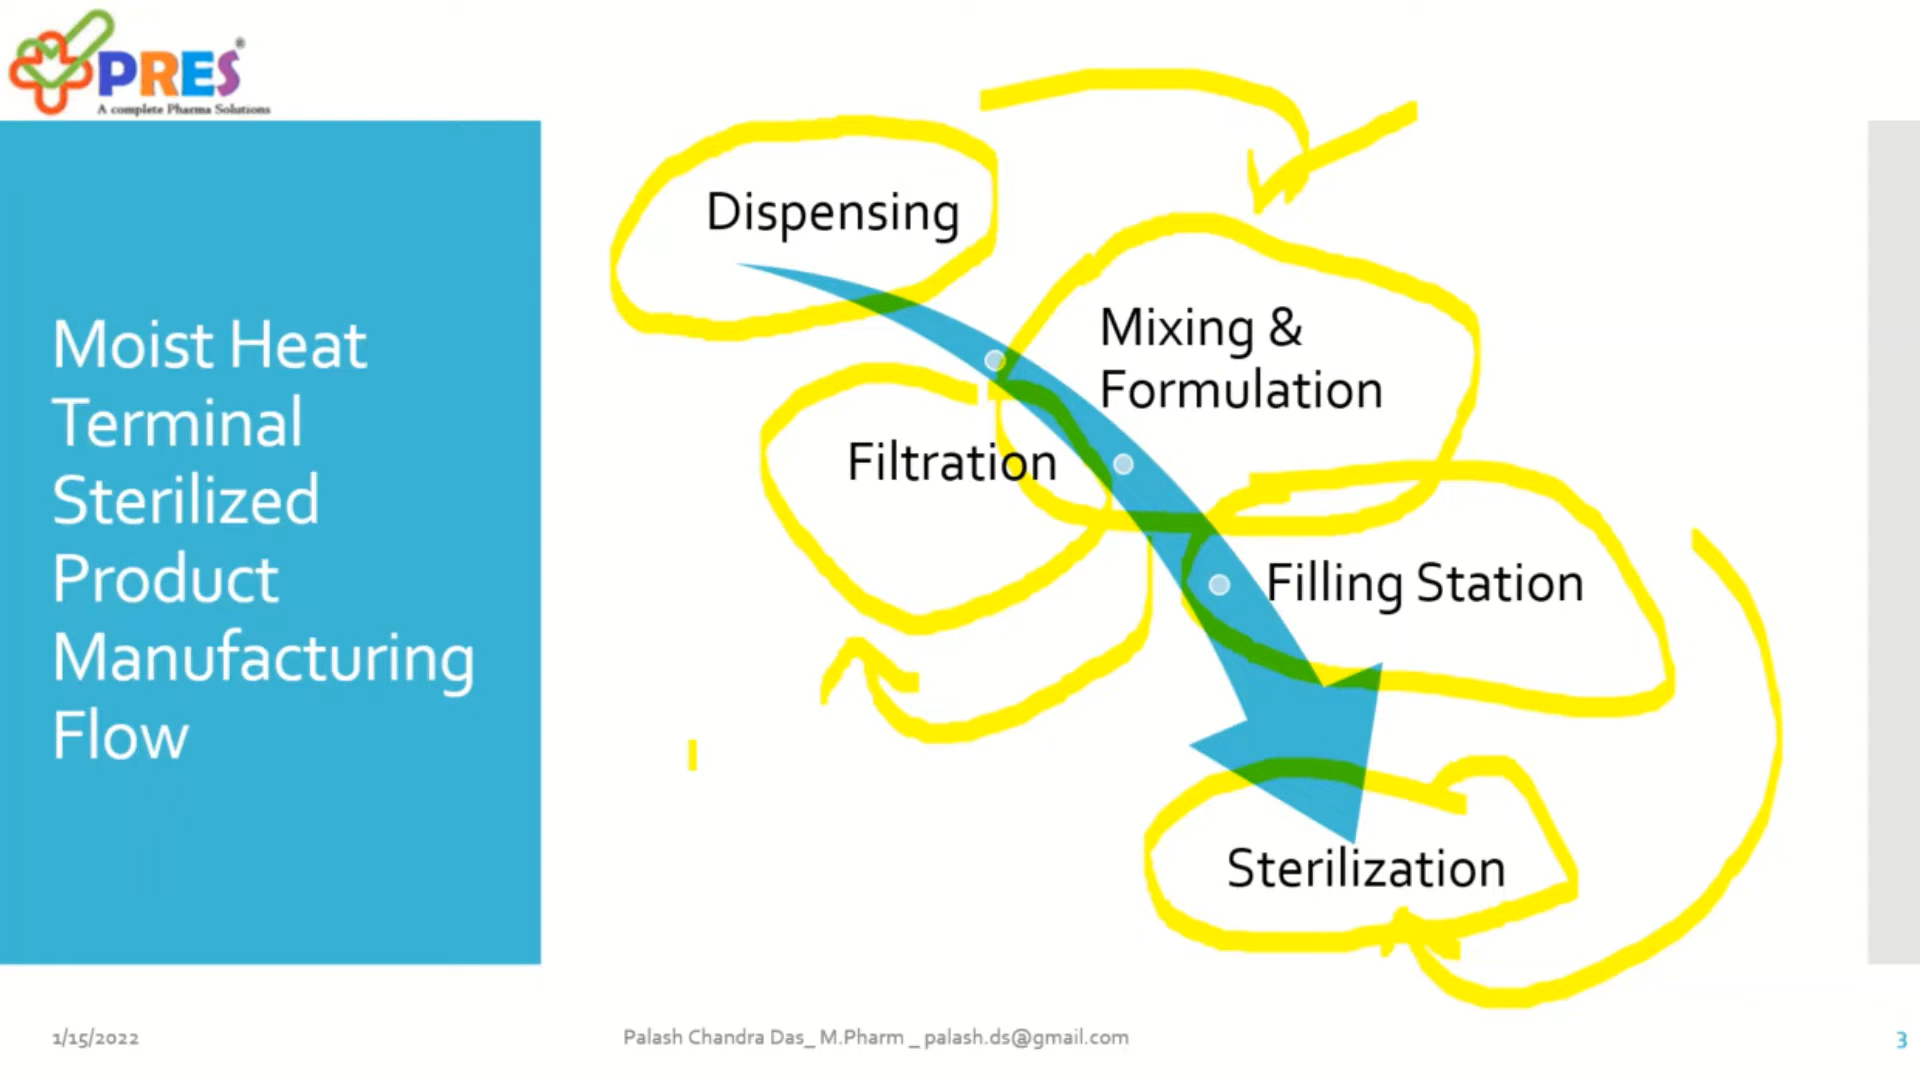 PRES®
A complete Pharma Solutions
Moist Heat
Terminal
Sterilized
Product
Manufacturing
Flow
Dispensing
Mixing &
Formulation
Filtration
Filling Station
Sterilization
1/15/2022
Palash Chandra Das_ M.Pharm _ palash.ds@gmail.com
3